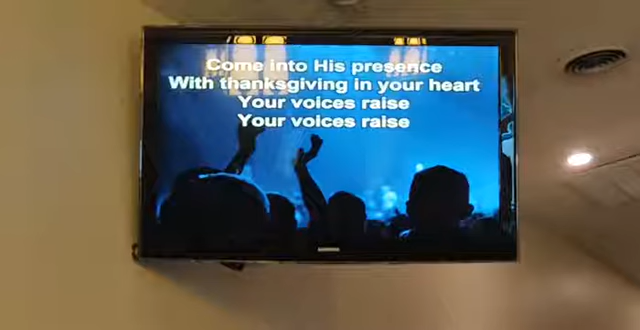 Come into His presence
With thanksgiving in your heart
Your voices raise
Your voices raise